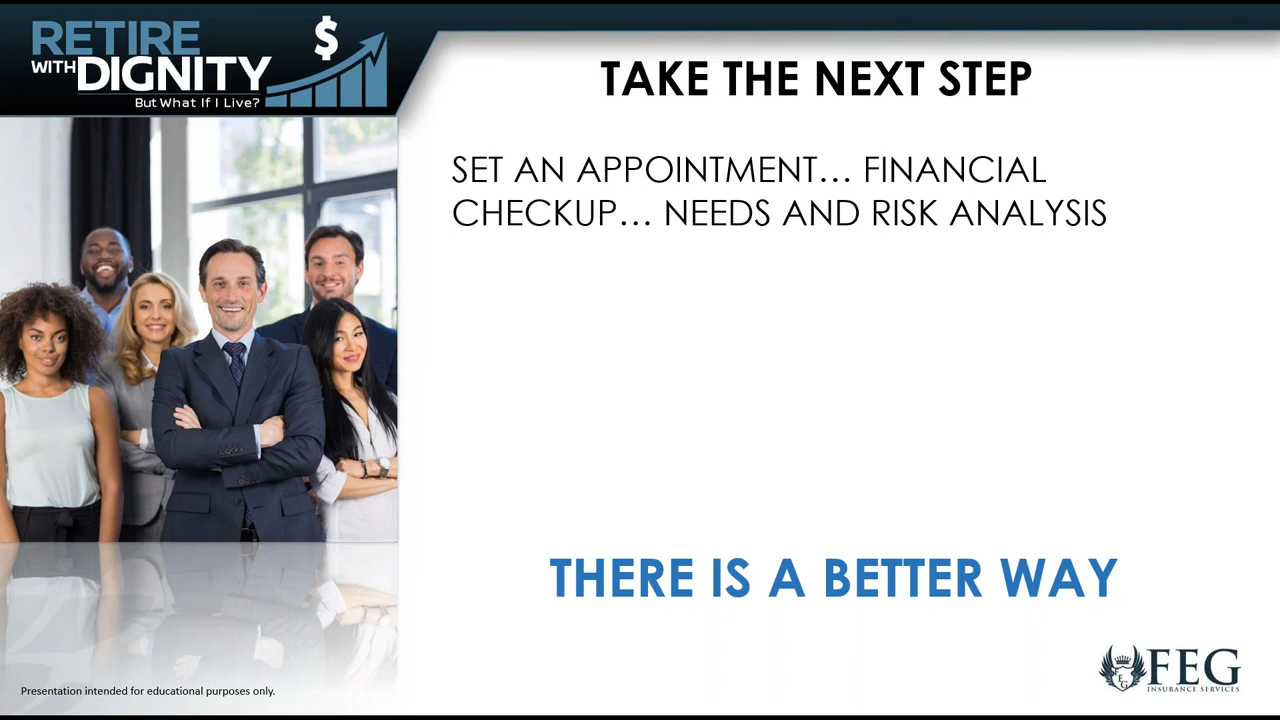 RETIRE
$
WITH DIGNITY
But What If I Live?
TAKE THE NEXT STEP
SET AN APPOINTMENT… FINANCIAL
CHECKUP… NEEDS AND RISK ANALYSIS
THERE IS A BETTER WAY
FEG
INSURANCE SERVICES
Presentation intended for educational purposes only.